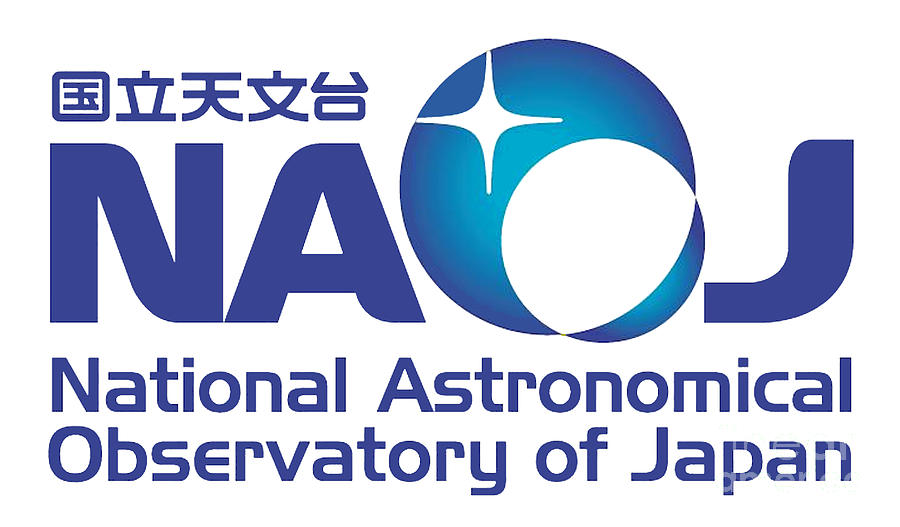 国立天文台
NAOJ
National Astronomical
Observatory of Japan